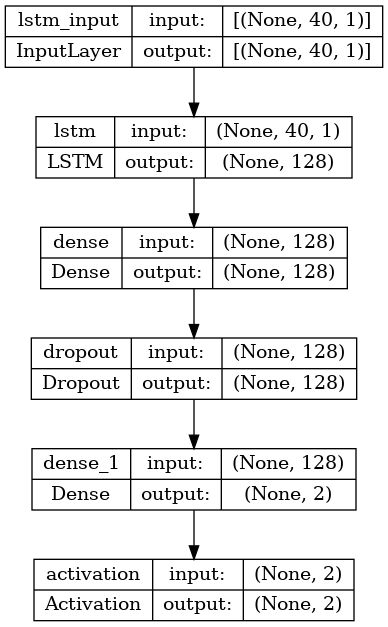 lstm_input input: [(None, 40, 1)]
InputLayer output: [(None, 40, 1)]
lstm input: (None, 40, 1)
LSTM output: (None, 128)
dense input: (None, 128)
Dense output: (None, 128)
dropout input: (None, 128)
Dropout output: (None, 128)
dense_1 input: (None, 128)
Dense output: (None, 2)
activation input: (None, 2)
Activation output: (None, 2)